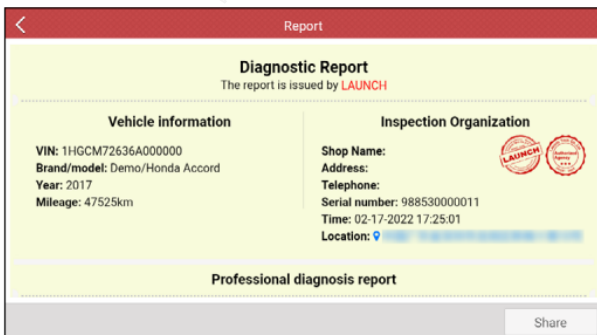 Report
Diagnostic Report
The report is issued by LAUNCH
Vehicle information
VIN: 1HGCM72636A000000
Brand/model: Demo/Honda Accord
Year: 2017
Mileage: 47525km
Inspection Organization
Shop Name:
Address:
Telephone:
Serial number: 988530000011
Time: 02-17-2022 17:25:01
Location:
LAUNCH
Authorized
Agency
Professional diagnosis report
Share